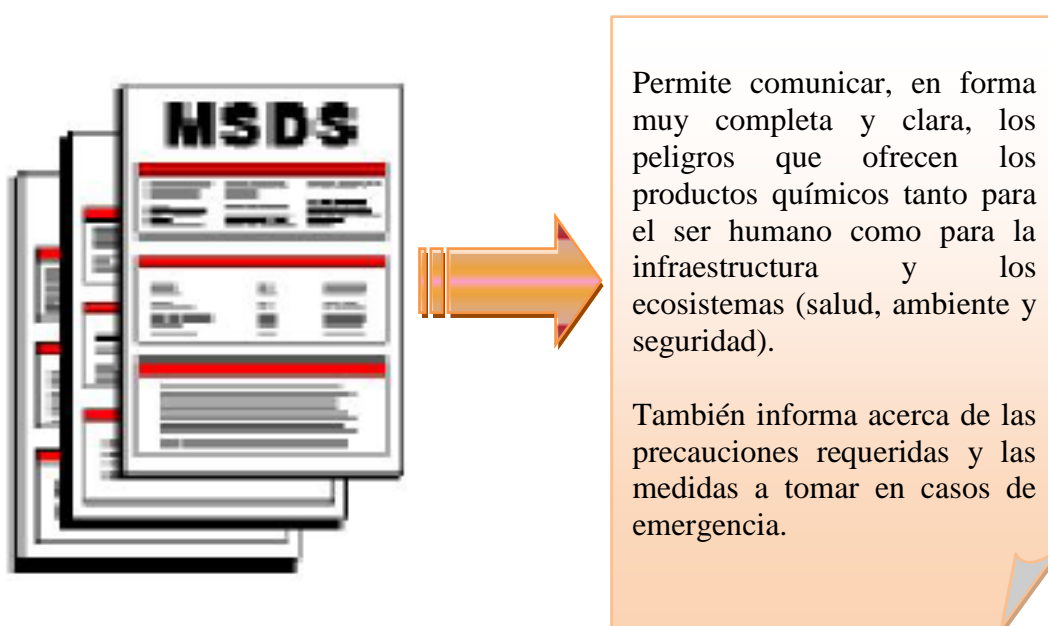 MSDS
Permite comunicar, en forma
muy completa y clara, los
peligros que ofrecen los
productos químicos tanto para
el ser humano como para la
infraestructura y los
ecosistemas (salud, ambiente y
seguridad).
También informa acerca de las
precauciones requeridas y las
medidas a tomar en casos de
emergencia.